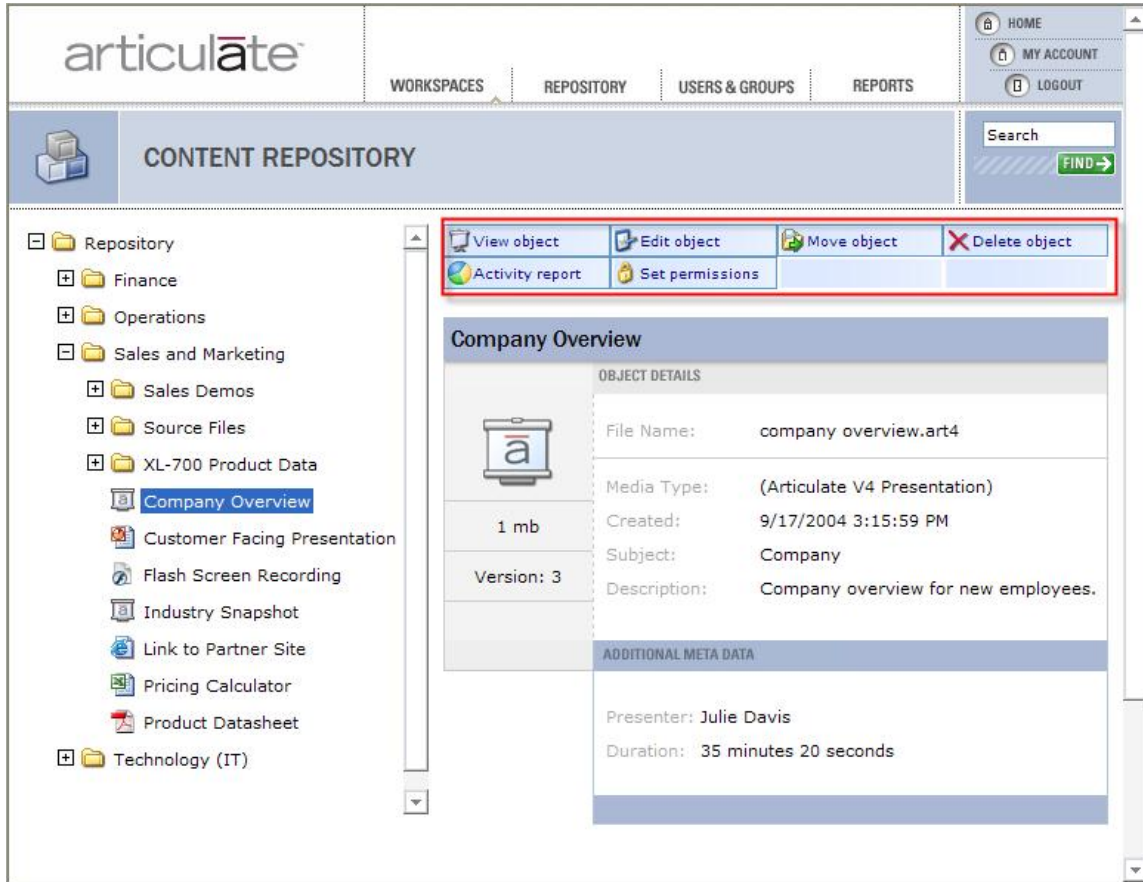 articulāte
HOME
MY ACCOUNT
LOGOUT
WORKSPACES
REPOSITORY
USERS & GROUPS
REPORTS
CONTENT REPOSITORY
Search
FIND
Repository
Finance
Operations
Sales and Marketing
Sales Demos
Source Files
XL-700 Product Data
Company Overview
Customer Facing Presentation
Flash Screen Recording
Industry Snapshot
Link to Partner Site
Pricing Calculator
Product Datasheet
Technology (IT)
View object
Edit object
Move object
Delete object
Activity report
Set permissions
Company Overview
OBJECT DETAILS
ā
1 mb
Version: 3
File Name: company overview.art4
Media Type: (Articulate V4 Presentation)
Created: 9/17/2004 3:15:59 PM
Subject: Company
Description: Company overview for new employees.
ADDITIONAL META DATA
Presenter: Julie Davis
Duration: 35 minutes 20 seconds